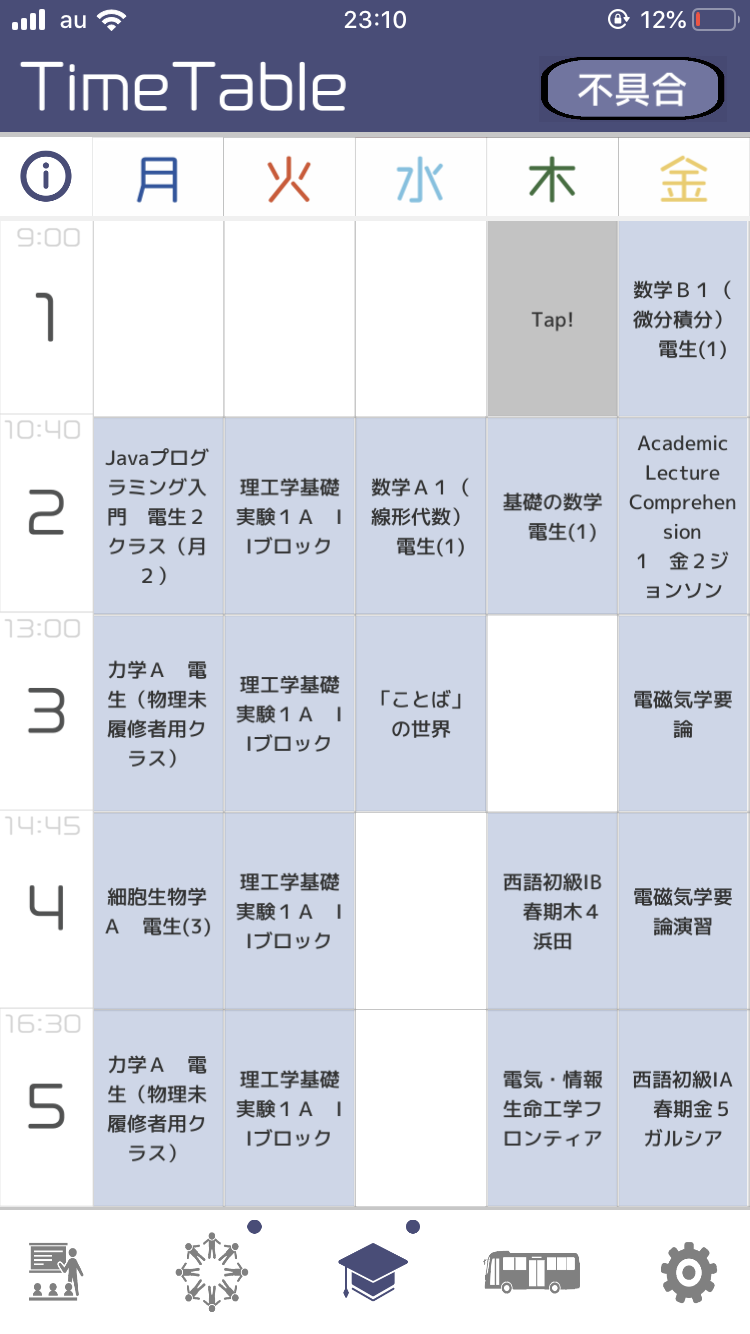 au 23:10 12%
TimeTable 不具合
月 火 水 木 金
9:00
1
Tap!
数学Ｂ１（
微分積分）
電生(1)
10:40
2
Javaプログ
ラミング入
門　電生２
クラス（月
２）
理工学基礎
実験１Ａ　I
Iブロック
数学Ａ１（
線形代数）
電生(1)
基礎の数学
電生(1)
Academic
Lecture
Comprehen
sion
１　金２ジ
ョンソン
13:00
3
力学Ａ　電
生（物理未
履修者用ク
ラス）
理工学基礎
実験１Ａ　I
Iブロック
「ことば」
の世界
電磁気学要
論
14:45
4
細胞生物学
Ａ　電生(3)
理工学基礎
実験１Ａ　I
Iブロック
西語初級IB
春期木４
浜田
電磁気学要
論演習
16:30
5
力学Ａ　電
生（物理未
履修者用ク
ラス）
理工学基礎
実験１Ａ　I
Iブロック
電気・情報
生命工学フ
ロンティア
西語初級IA
春期金５
ガルシア